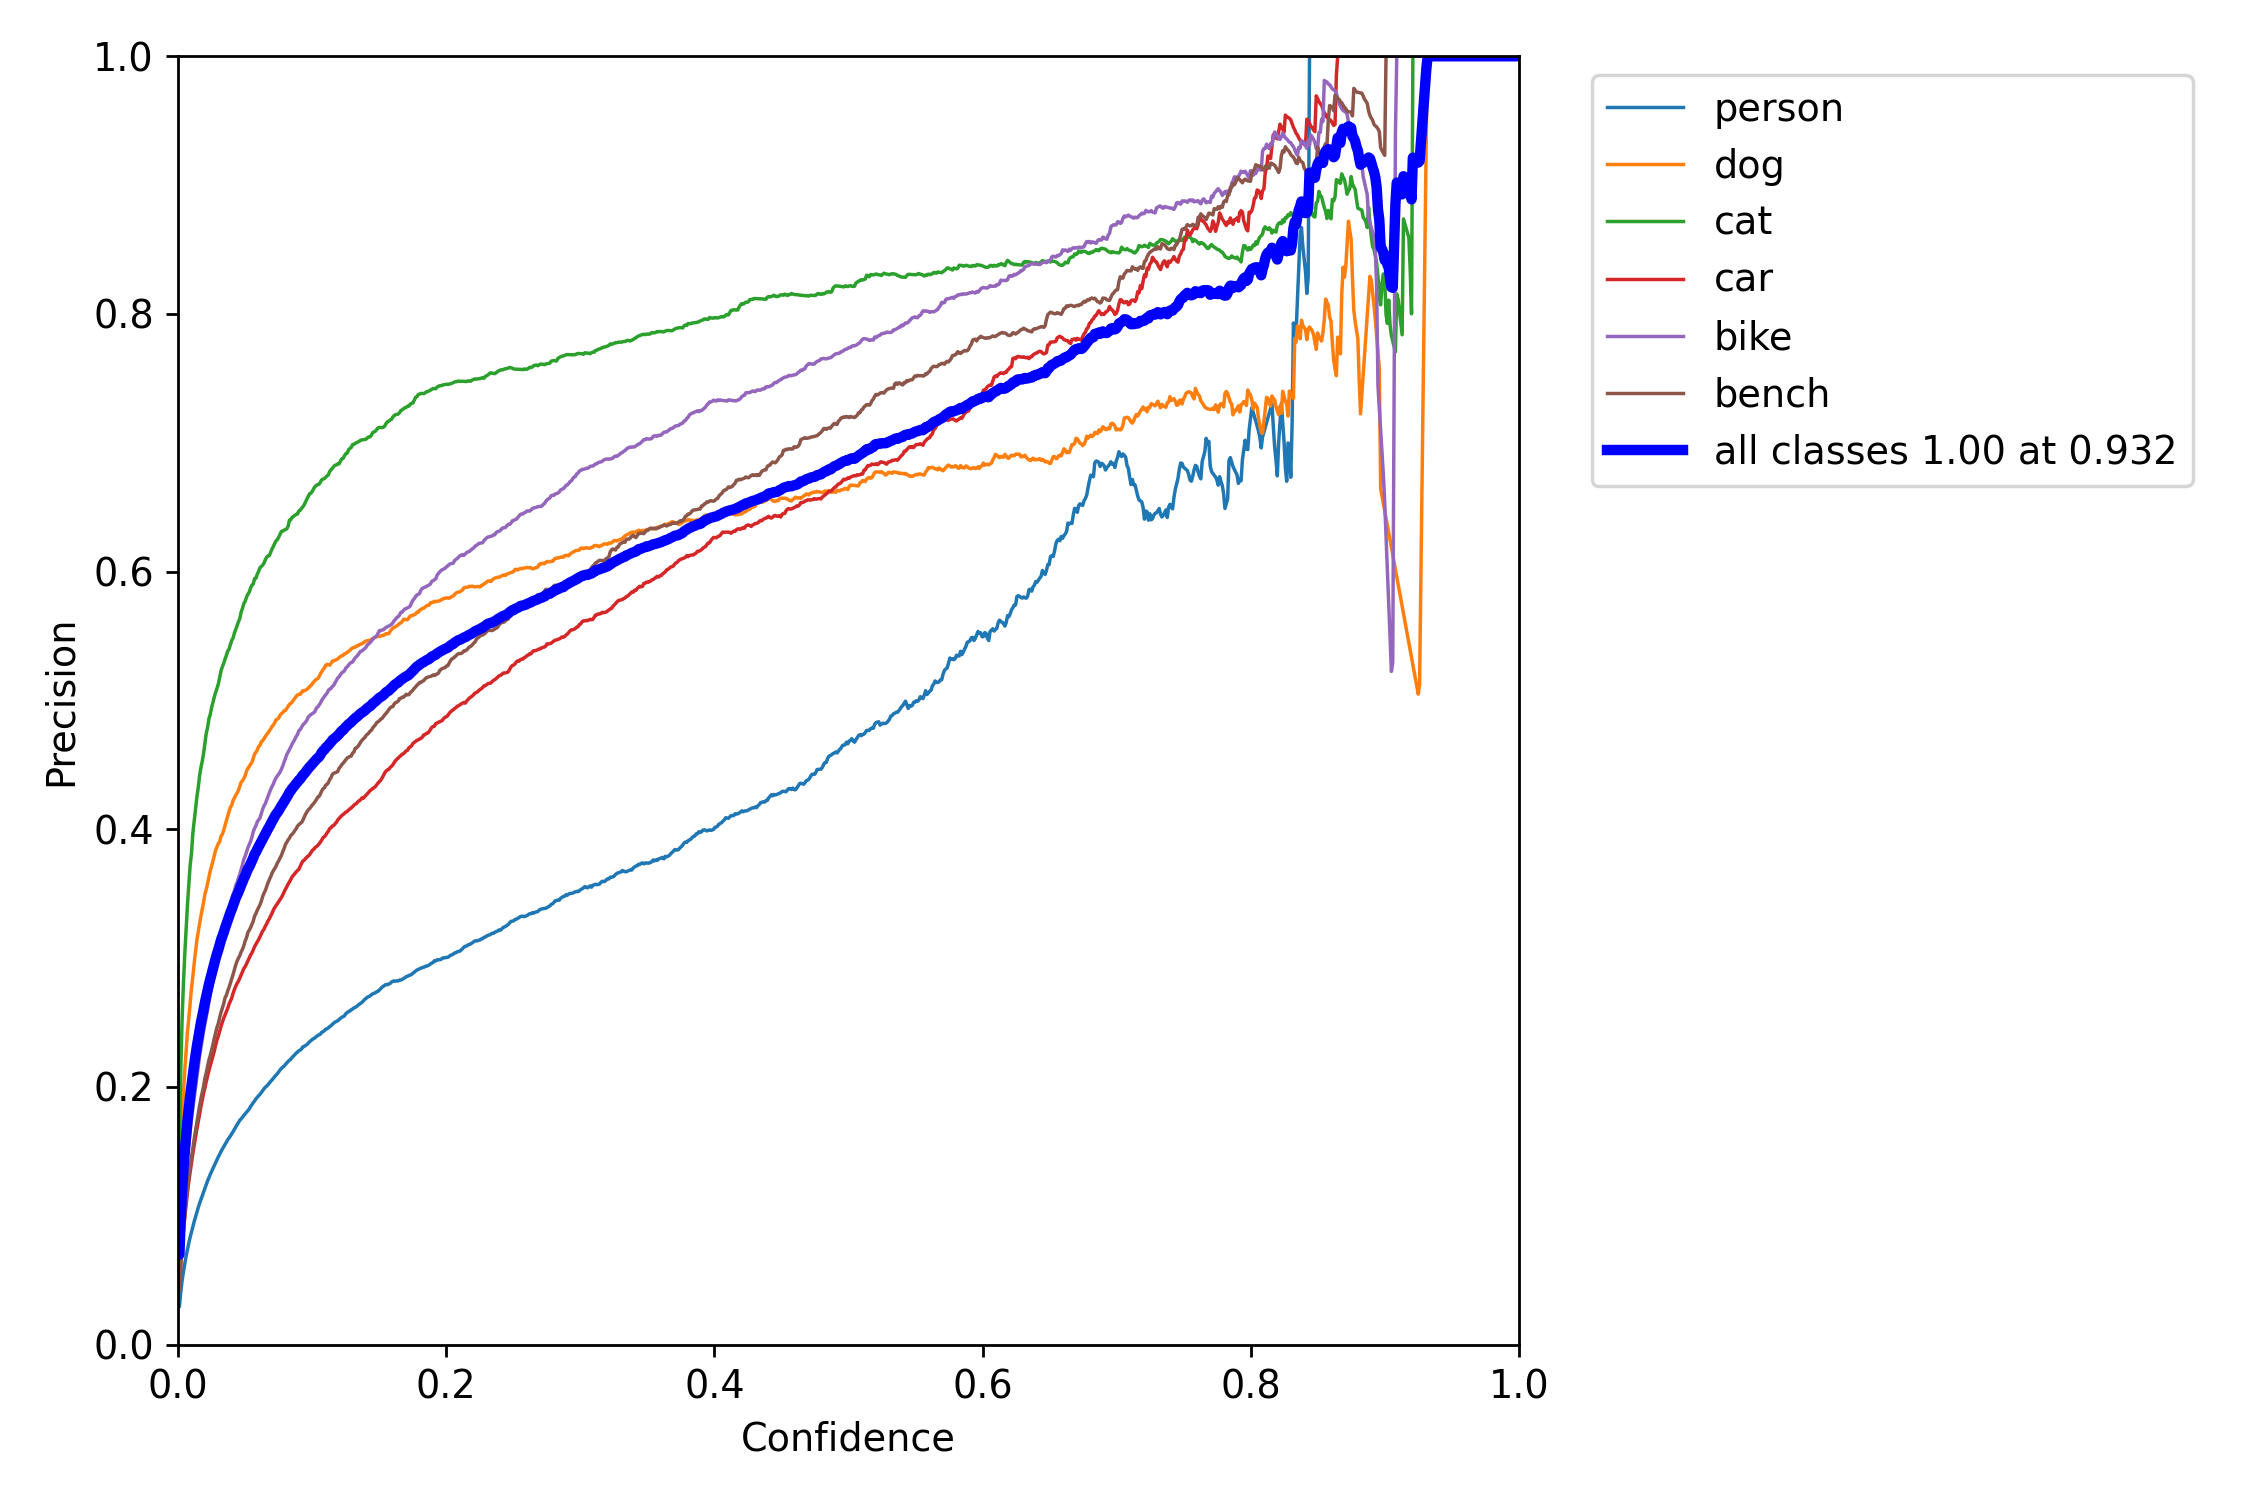 1.0
0.8
0.6
0.4
0.2
0.0
Precision
0.0 0.2 0.4 0.6 0.8 1.0
Confidence
person
dog
cat
car
bike
bench
all classes 1.00 at 0.932